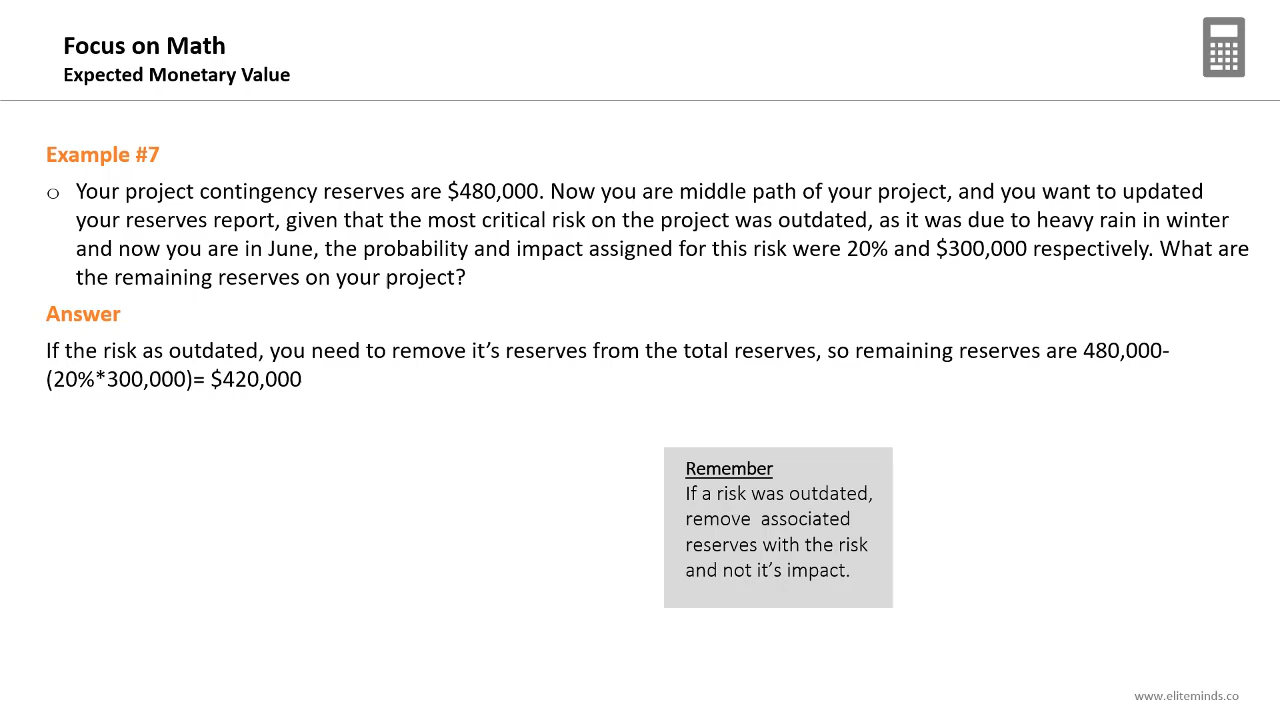 Focus on Math
Expected Monetary Value
Example #7
o Your project contingency reserves are $480,000. Now you are middle path of your project, and you want to updated
your reserves report, given that the most critical risk on the project was outdated, as it was due to heavy rain in winter
and now you are in June, the probability and impact assigned for this risk were 20% and $300,000 respectively. What are
the remaining reserves on your project?
Answer
If the risk as outdated, you need to remove it’s reserves from the total reserves, so remaining reserves are 480,000-
(20%*300,000)= $420,000
Remember
If a risk was outdated,
remove  associated
reserves with the risk
and not it’s impact.
www.eliteminds.co